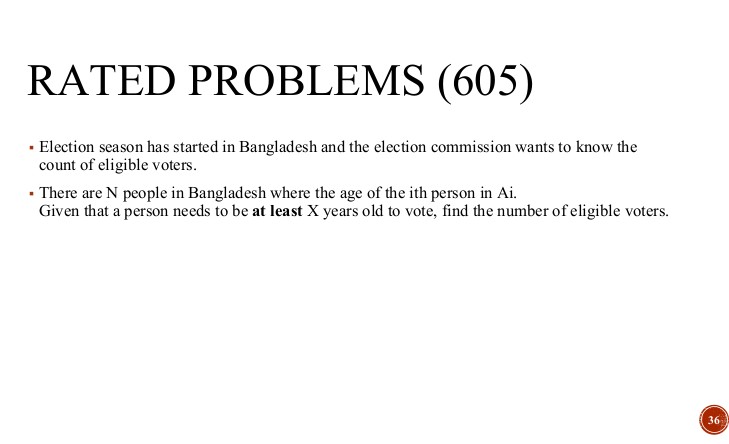 RATED PROBLEMS (605)
▪ Election season has started in Bangladesh and the election commission wants to know the
count of eligible voters.
▪ There are N people in Bangladesh where the age of the ith person in Ai.
Given that a person needs to be at least X years old to vote, find the number of eligible voters.
36